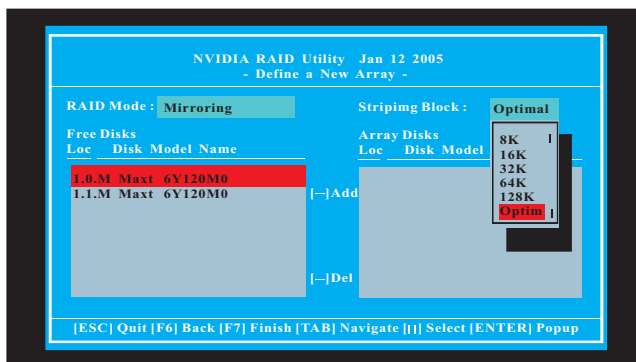 NVIDIA RAID Utility Jan 12 2005
- Define a New Array -
RAID Mode : Mirroring
Stripimg Block : Optimal
8K
16K
32K
64K
128K
Optim
Free Disks
Loc Disk Model Name
1.0.M Maxt 6Y120M0
1.1.M Maxt 6Y120M0
[—]Add
[—]Del
Array Disks
Loc Disk Model
[ESC] Quit [F6] Back [F7] Finish [TAB] Navigate [||] Select [ENTER] Popup